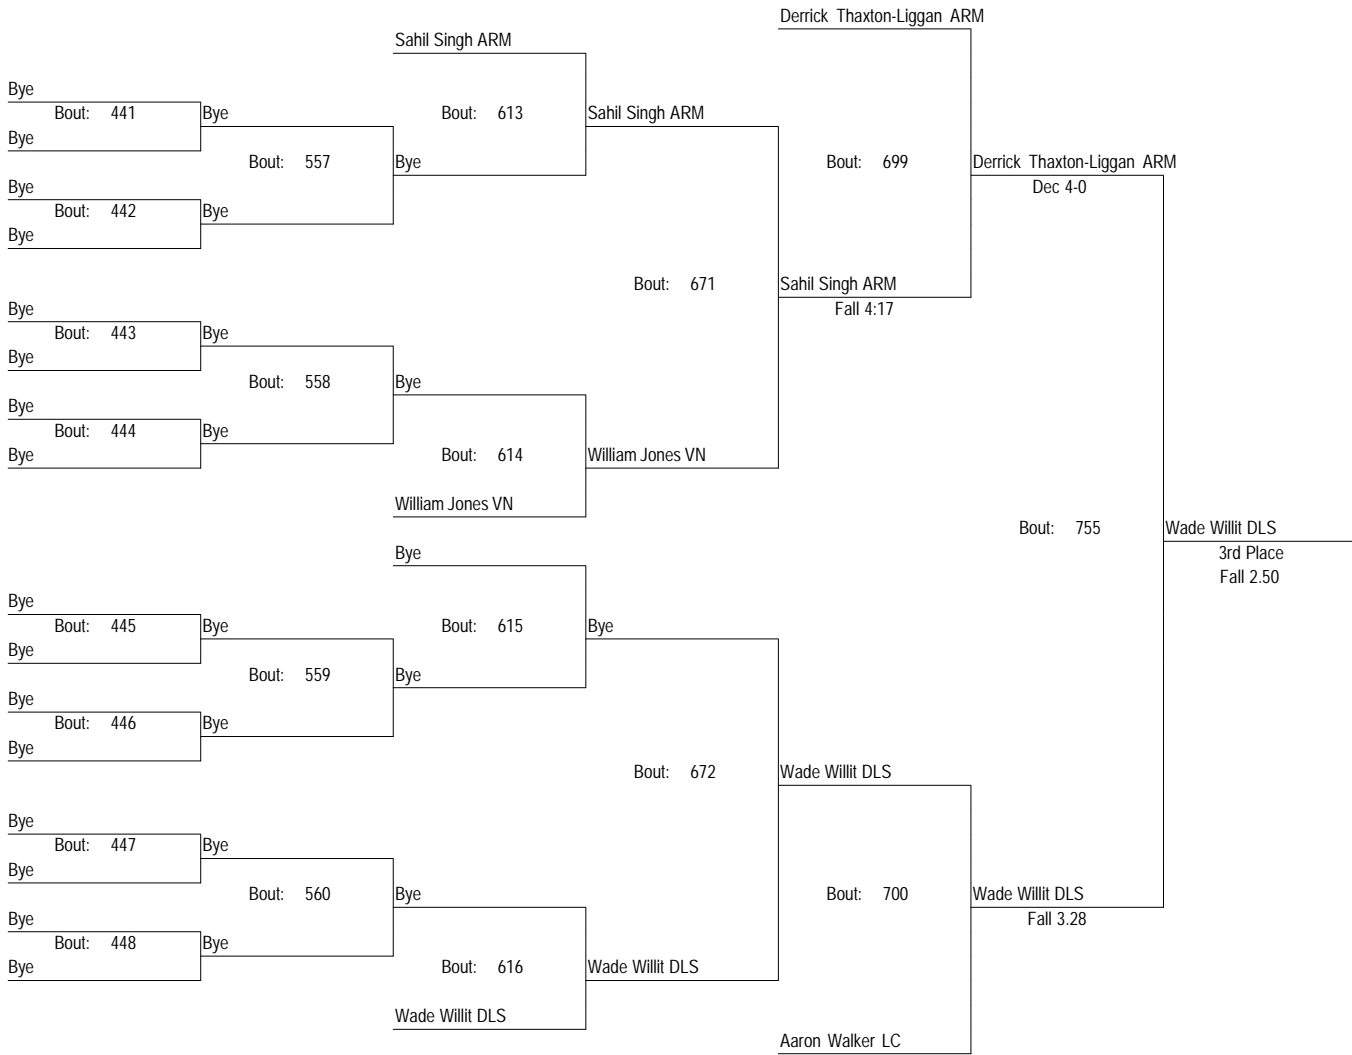 Derrick Thaxton-Liggan ARM
Sahil Singh ARM
Bye
Bout: 441
Bye
Bye
Bout: 613
Sahil Singh ARM
Bout: 557
Bye
Bout: 699
Derrick Thaxton-Liggan ARM
Dec 4-0
Bye
Bout: 442
Bye
Bye
Bout: 671
Sahil Singh ARM
Fall 4:17
Bye
Bout: 443
Bye
Bye
Bout: 558
Bye
Bye
Bout: 444
Bye
Bye
Bout: 614
William Jones VN
William Jones VN
Bout: 755
Wade Willit DLS
3rd Place
Fall 2.50
Bye
Bye
Bout: 445
Bye
Bye
Bout: 615
Bye
Bout: 559
Bye
Bye
Bout: 446
Bye
Bye
Bout: 672
Wade Willit DLS
Bye
Bout: 447
Bye
Bye
Bout: 560
Bye
Bout: 700
Wade Willit DLS
Fall 3.28
Bye
Bout: 448
Bye
Bye
Bout: 616
Wade Willit DLS
Wade Willit DLS
Aaron Walker LC